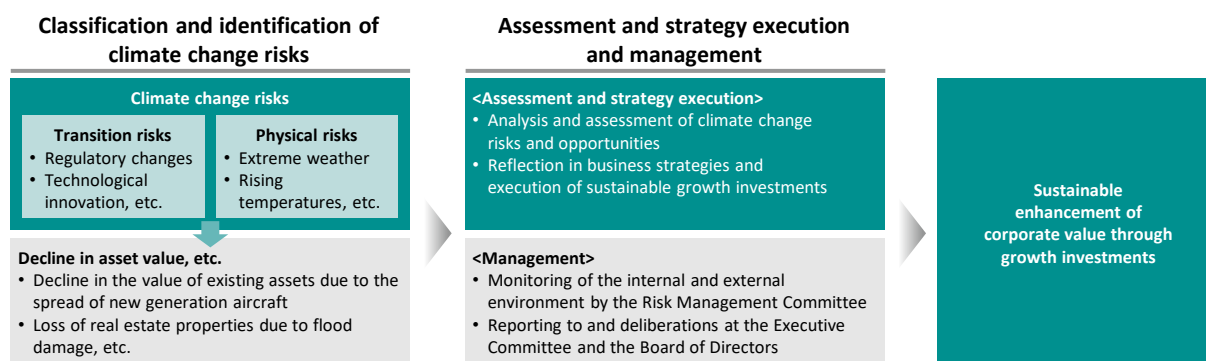 Classification and identification of
climate change risks
Climate change risks
Transition risks
• Regulatory changes
• Technological
innovation, etc.
Physical risks
• Extreme weather
• Rising
temperatures, etc.
Decline in asset value, etc.
• Decline in the value of existing assets due to the
spread of new generation aircraft
• Loss of real estate properties due to flood
damage, etc.
Assessment and strategy execution
and management
<Assessment and strategy execution>
• Analysis and assessment of climate change
risks and opportunities
• Reflection in business strategies and
execution of sustainable growth investments
<Management>
• Monitoring of the internal and external
environment by the Risk Management Committee
• Reporting to and deliberations at the Executive
Committee and the Board of Directors
Sustainable
enhancement of
corporate value through
growth investments